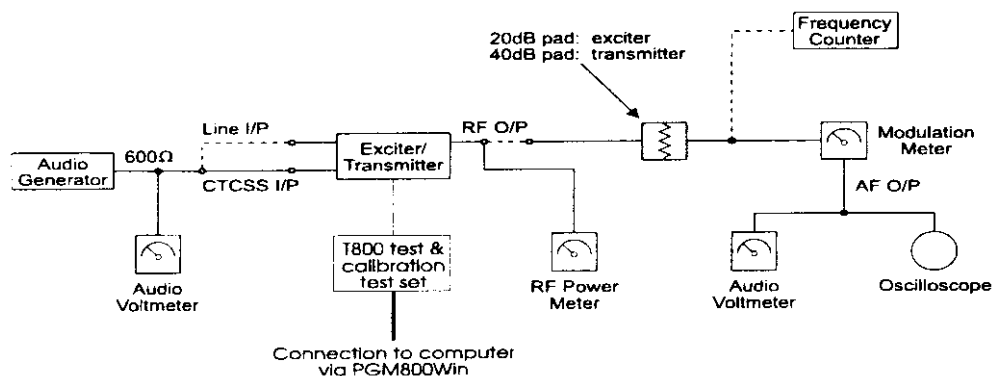 Frequency
Counter
20dB pad: exciter
40dB pad: transmitter
Line I/P
RF O/P
600Ω
Audio
Generator
CTCSS I/P
Exciter/
Transmitter
Modulation
Meter
AF O/P
T800 test &
calibration
test set
Audio
Voltmeter
RF Power
Meter
Audio
Voltmeter
Oscilloscope
Connection to computer
via PGM800Win